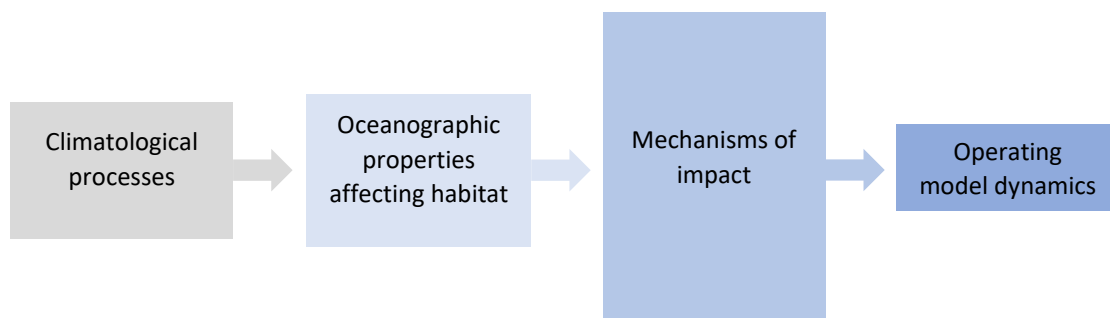 Climatological
processes
Oceanographic
properties
affecting habitat
Mechanisms of
impact
Operating
model dynamics